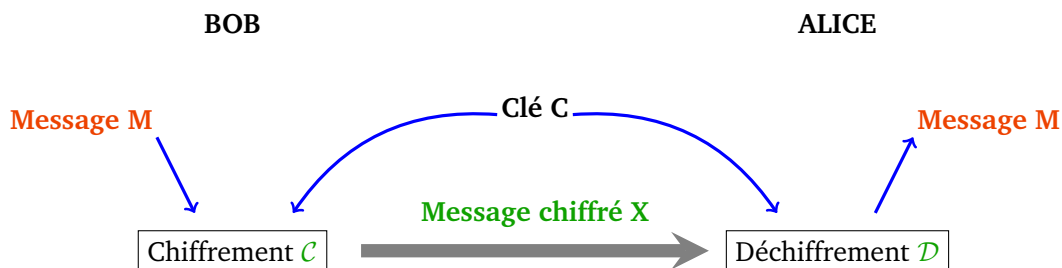 BOB ALICE
Clé C
Message M Message M
Message chiffré X
Chiffrement 𝒞 Déchiffrement 𝒟